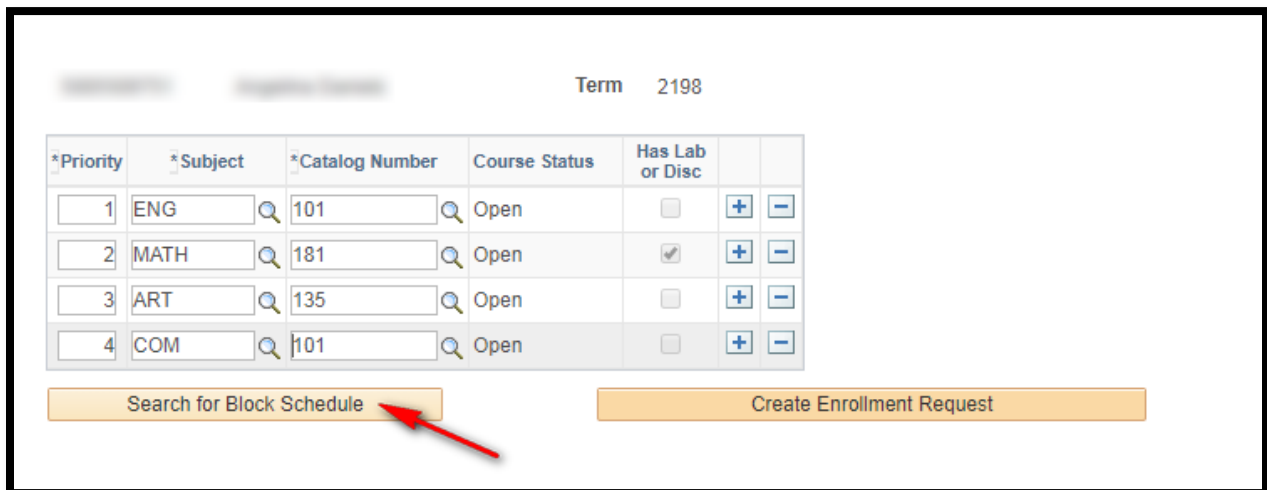 Term 2198
*Priority *Subject *Catalog Number Course Status Has Lab or Disc
1 ENG 101 Open
2 MATH 181 Open
3 ART 135 Open
4 COM 101 Open
Search for Block Schedule Create Enrollment Request